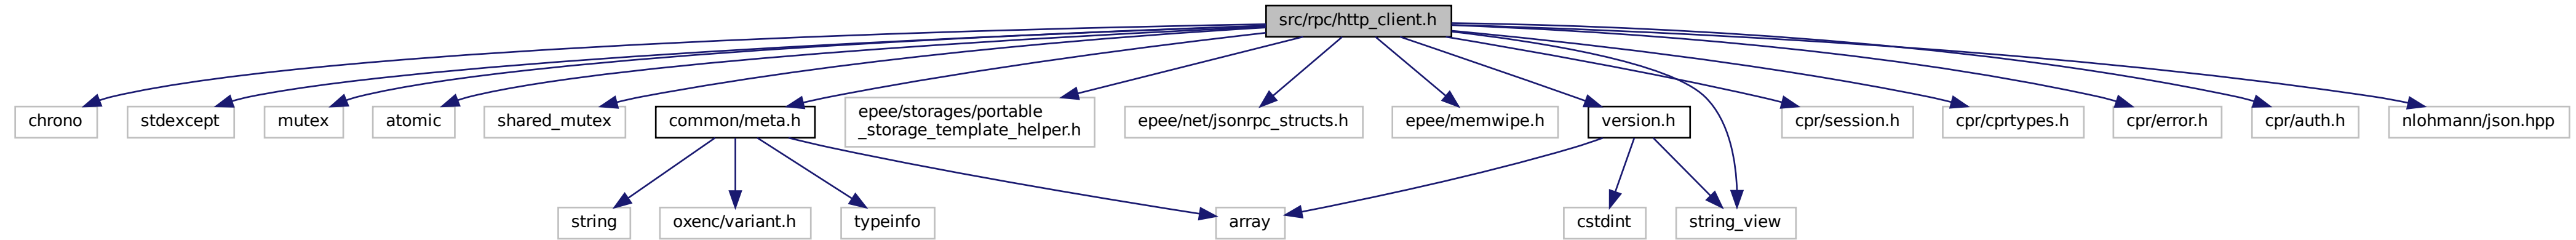 src/rpc/http_client.h
chrono
stdexcept
mutex
atomic
shared_mutex
common/meta.h
epee/storages/portable
_storage_template_helper.h
epee/net/jsonrpc_structs.h
epee/memwipe.h
version.h
cpr/session.h
cpr/cprtypes.h
cpr/error.h
cpr/auth.h
nlohmann/json.hpp
string
oxenc/variant.h
typeinfo
array
cstdint
string_view